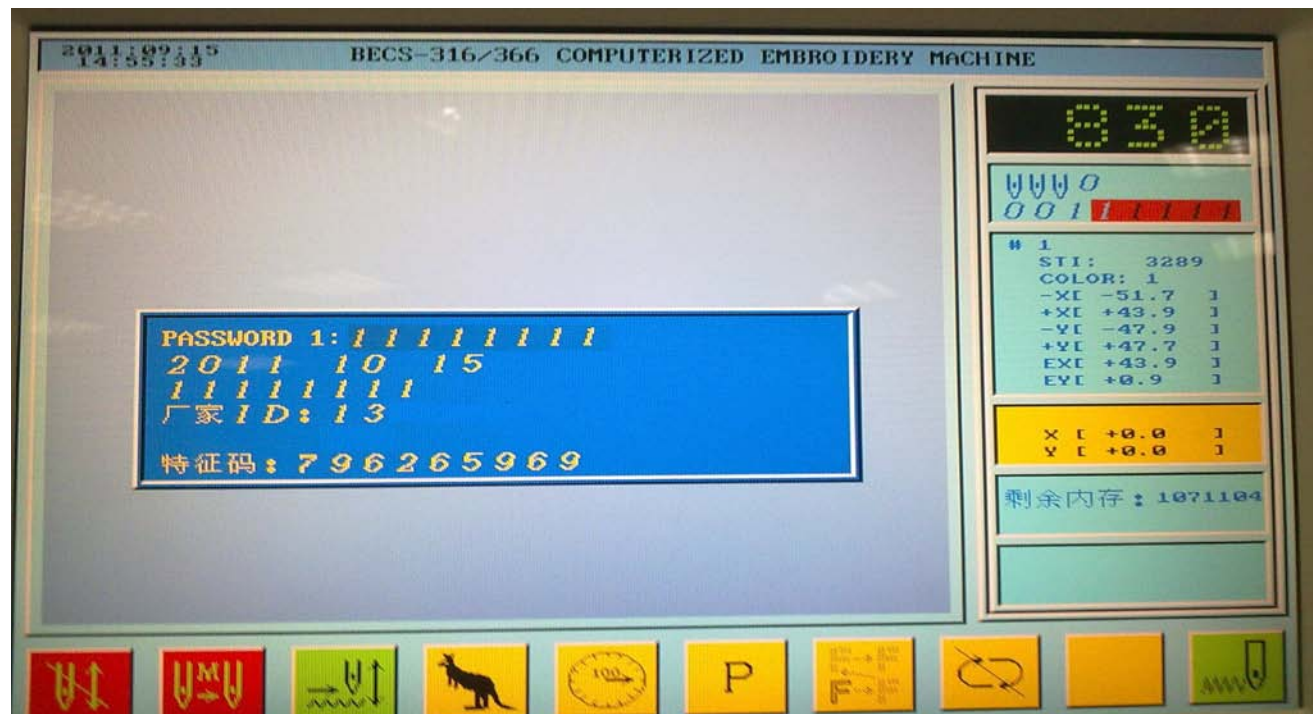 2011:09:15
14:55:33
BECS-316/366 COMPUTERIZED EMBROIDERY MACHINE
PASSWORD 1:11111111
2011 10 15
11111111
厂家ID:13
特征码:796265969
830
0
00111111
# 1
STI: 3289
COLOR: 1
-X[ -51.7 ]
+X[ +43.9 ]
-Y[ -47.9 ]
+Y[ +47.7 ]
EX[ +43.9 ]
EY[ +0.9 ]
X [ +0.0 ]
Y [ +0.0 ]
剩余内存:1071104
M
100
P
F